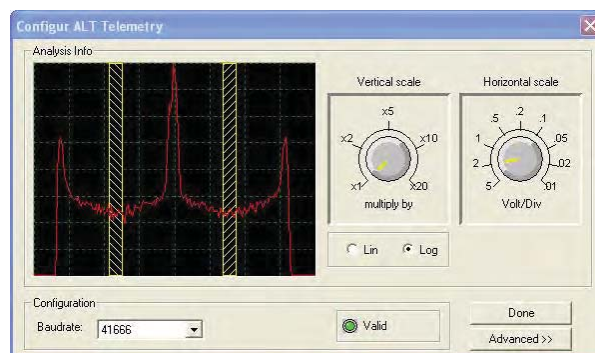 Configur ALT Telemetry
Analysis Info
Vertical scale
x1
x2
x5
x10
x20
multiply by
Horizontal scale
5
2
1
.5
.2
.1
.05
.02
.01
Volt/Div
Lin
Log
Configuration
Baudrate:
41666
Valid
Done
Advanced >>